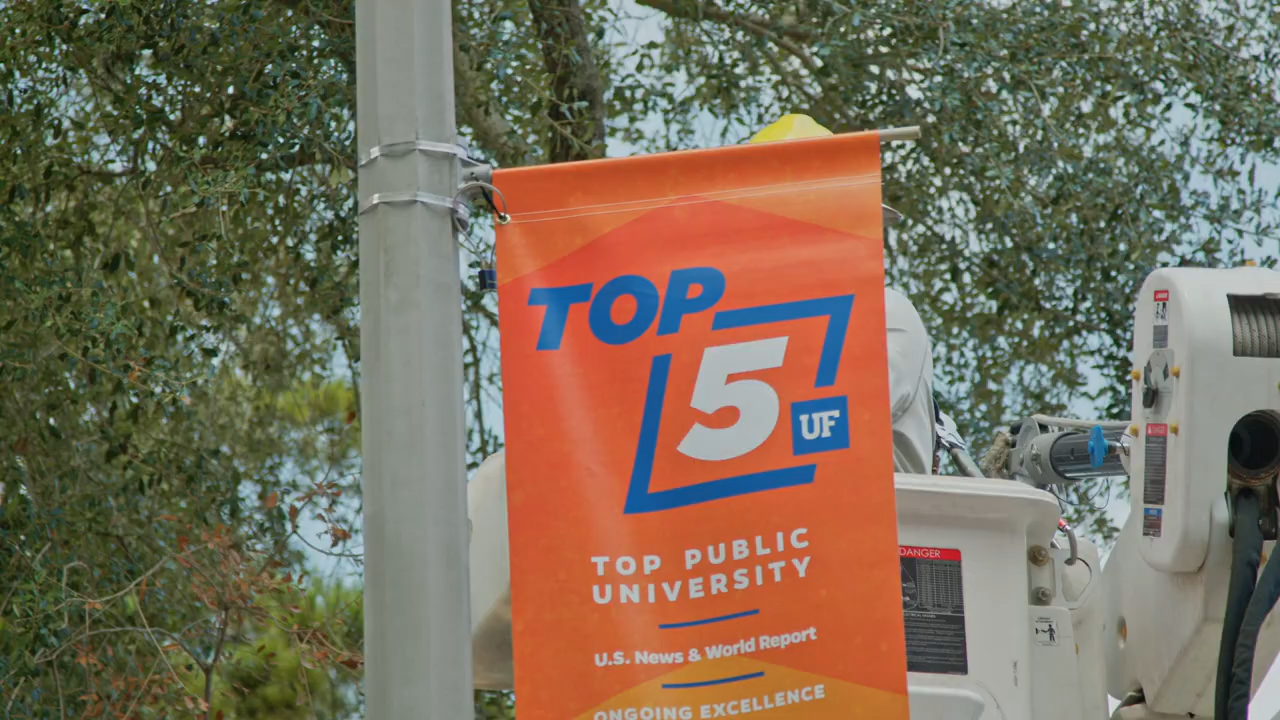 TOP
5
UF
TOP PUBLIC
UNIVERSITY
U.S. News & World Report
ONGOING EXCELLENCE
DANGER